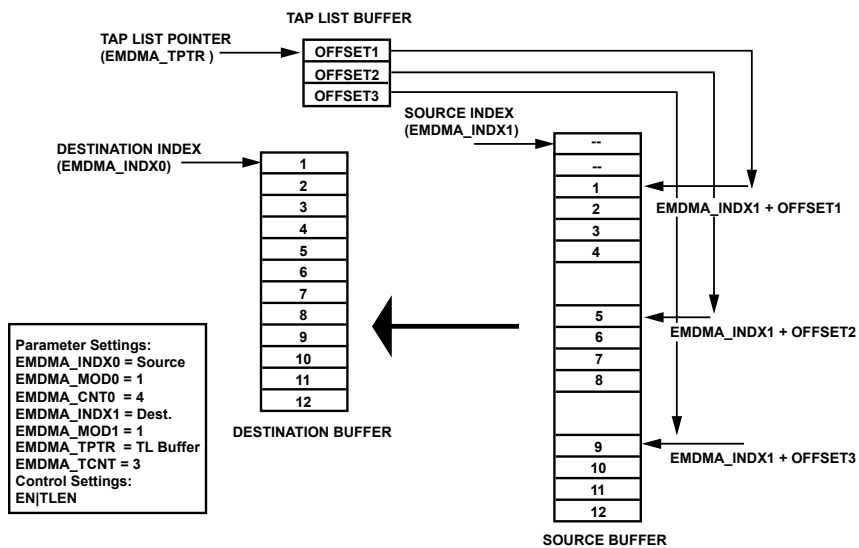 TAP LIST BUFFER
TAP LIST POINTER
(EMDMA_TPTR )
OFFSET1
OFFSET2
OFFSET3
SOURCE INDEX
(EMDMA_INDX1)
DESTINATION INDEX
(EMDMA_INDX0)
1
2
3
4
5
6
7
8
9
10
11
12
DESTINATION BUFFER
--
--
1
2
3
4
5
6
7
8
9
10
11
12
SOURCE BUFFER
EMDMA_INDX1 + OFFSET1
EMDMA_INDX1 + OFFSET2
EMDMA_INDX1 + OFFSET3
Parameter Settings:
EMDMA_INDX0 = Source
EMDMA_MOD0 = 1
EMDMA_CNT0 = 4
EMDMA_INDX1 = Dest.
EMDMA_MOD1 = 1
EMDMA_TPTR = TL Buffer
EMDMA_TCNT = 3
Control Settings:
EN|TLEN